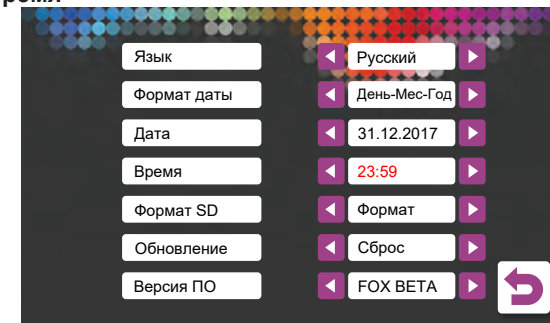 Язык Русский
Формат даты День-Мес-Год
Дата 31.12.2017
Время 23:59
Формат SD Формат
Обновление Сброс
Версия ПО FOX BETA